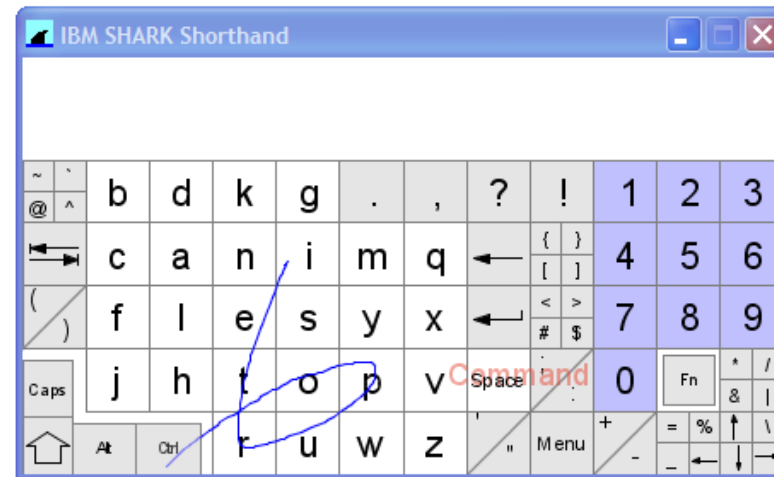 IBM SHARK Shorthand
~ ` b d k g . , ? ! 1 2 3
@ ^
c a n i m q { } 4 5 6
[ ]
( ) f l e s y x < > 7 8 9
# $
Caps j h t o p v Space Command 0 Fn * /
& |
Alt Ctrl r u w z ' " Menu + - = % \
_